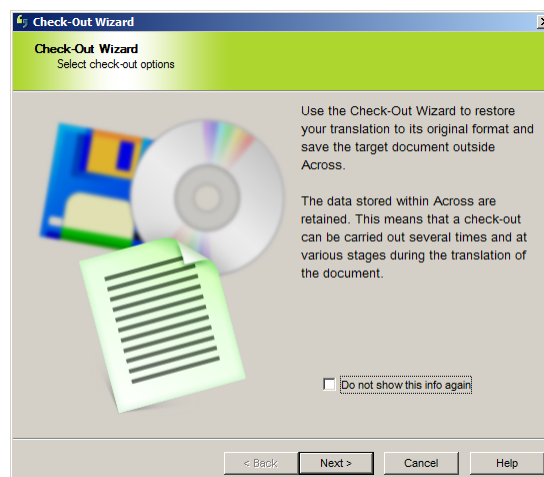 Check-Out Wizard
Check-Out Wizard
Select check-out options
Use the Check-Out Wizard to restore
your translation to its original format and
save the target document outside
Across.
The data stored within Across are
retained. This means that a check-out
can be carried out several times and at
various stages during the translation of
the document.
Do not show this info again
< Back Next > Cancel Help